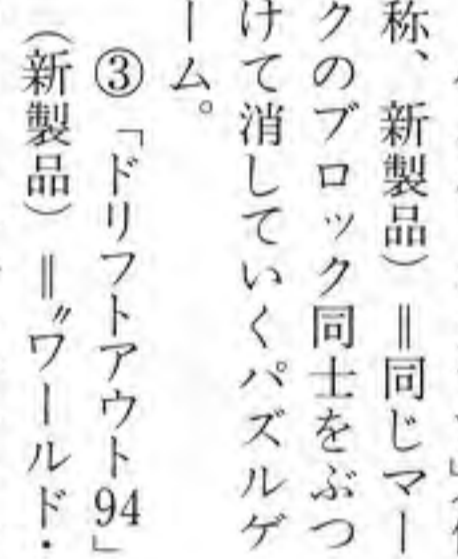 称、新製品）＝同じマー
クのブロック同士をぶつ
けて消していくパズルゲ
ーム。
③「ドリフトアウト94」
（新製品）＝〝ワールド・